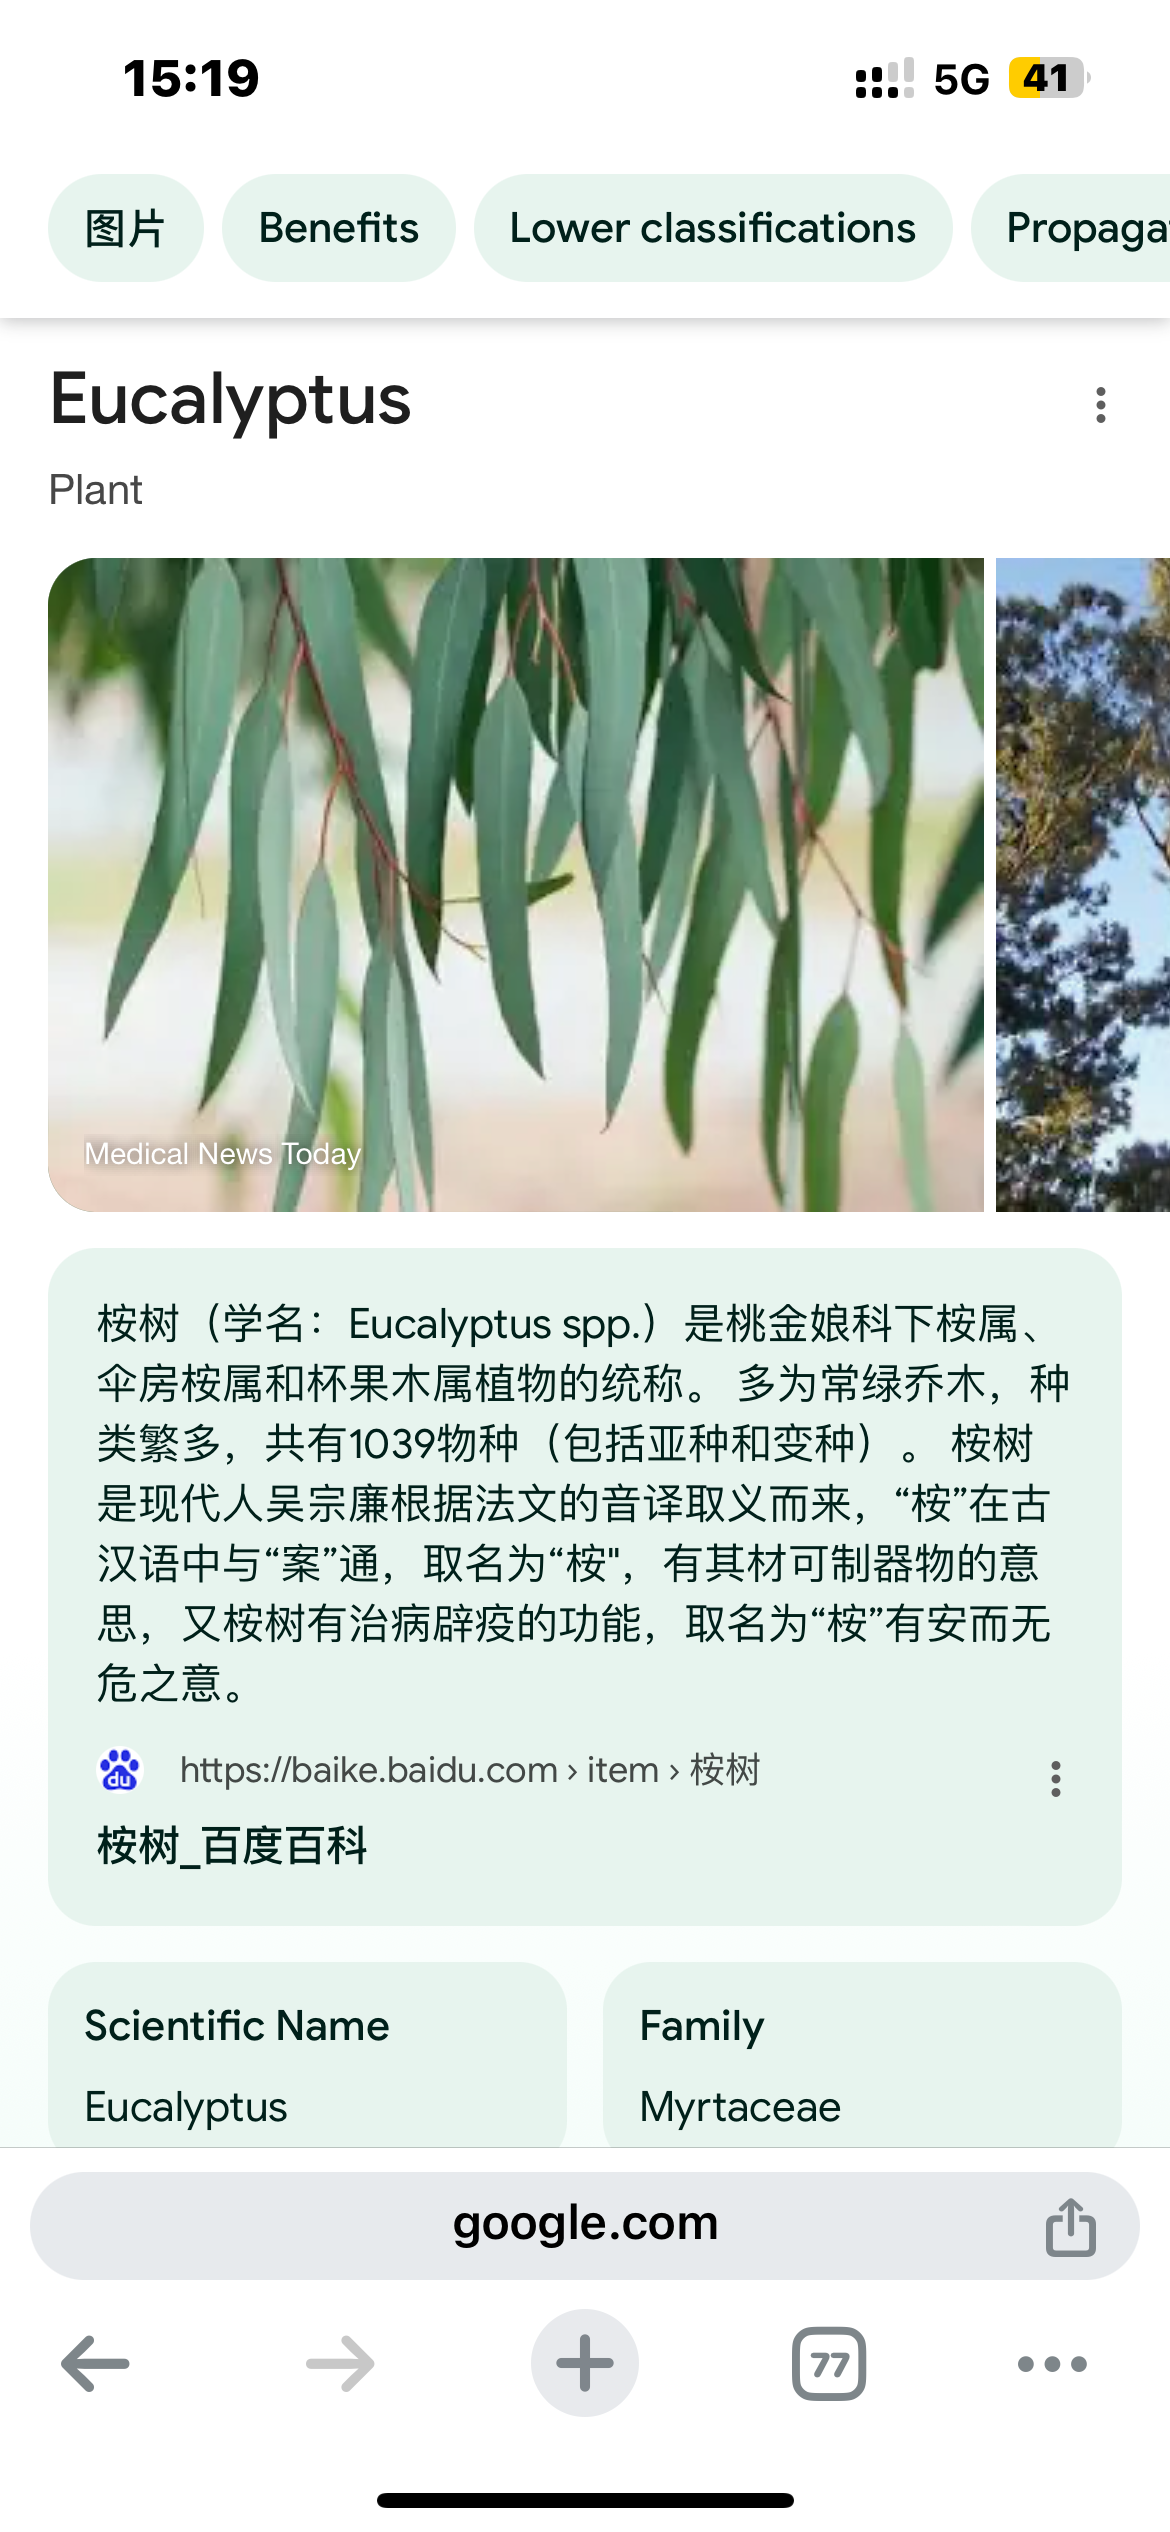 15:19
5G 41
图片 Benefits Lower classifications Propaga
Eucalyptus
Plant
Medical News Today
桉树（学名：Eucalyptus spp.）是桃金娘科下桉属、
伞房桉属和杯果木属植物的统称。 多为常绿乔木，种
类繁多，共有1039物种（包括亚种和变种）。 桉树
是现代人吴宗廉根据法文的音译取义而来，“桉”在古
汉语中与“案”通，取名为“桉"，有其材可制器物的意
思，又桉树有治病辟疫的功能，取名为“桉”有安而无
危之意。
du
https://baike.baidu.com › item › 桉树
桉树_百度百科
Scientific Name
Eucalyptus
Family
Myrtaceae
google.com
77